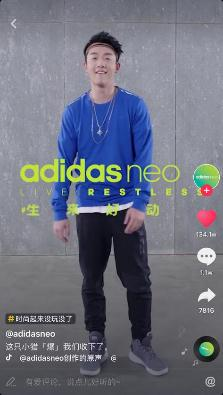 adidas neo
LIVE RESTLESS
#生来好动
134.1w
1.1w
7816
#时尚起来没玩没了
@adidasneo
这只小猎「爆」我们收下了
@adidasneo创作的原声 @
有爱评论，说点儿好听的~
@